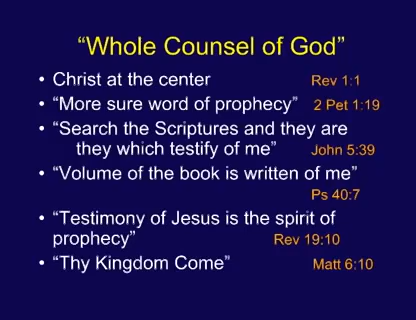 “Whole Counsel of God”
• Christ at the center Rev 1:1
• “More sure word of prophecy” 2 Pet 1:19
• “Search the Scriptures and they are
they which testify of me” John 5:39
• “Volume of the book is written of me”
Ps 40:7
• “Testimony of Jesus is the spirit of
prophecy” Rev 19:10
• “Thy Kingdom Come” Matt 6:10